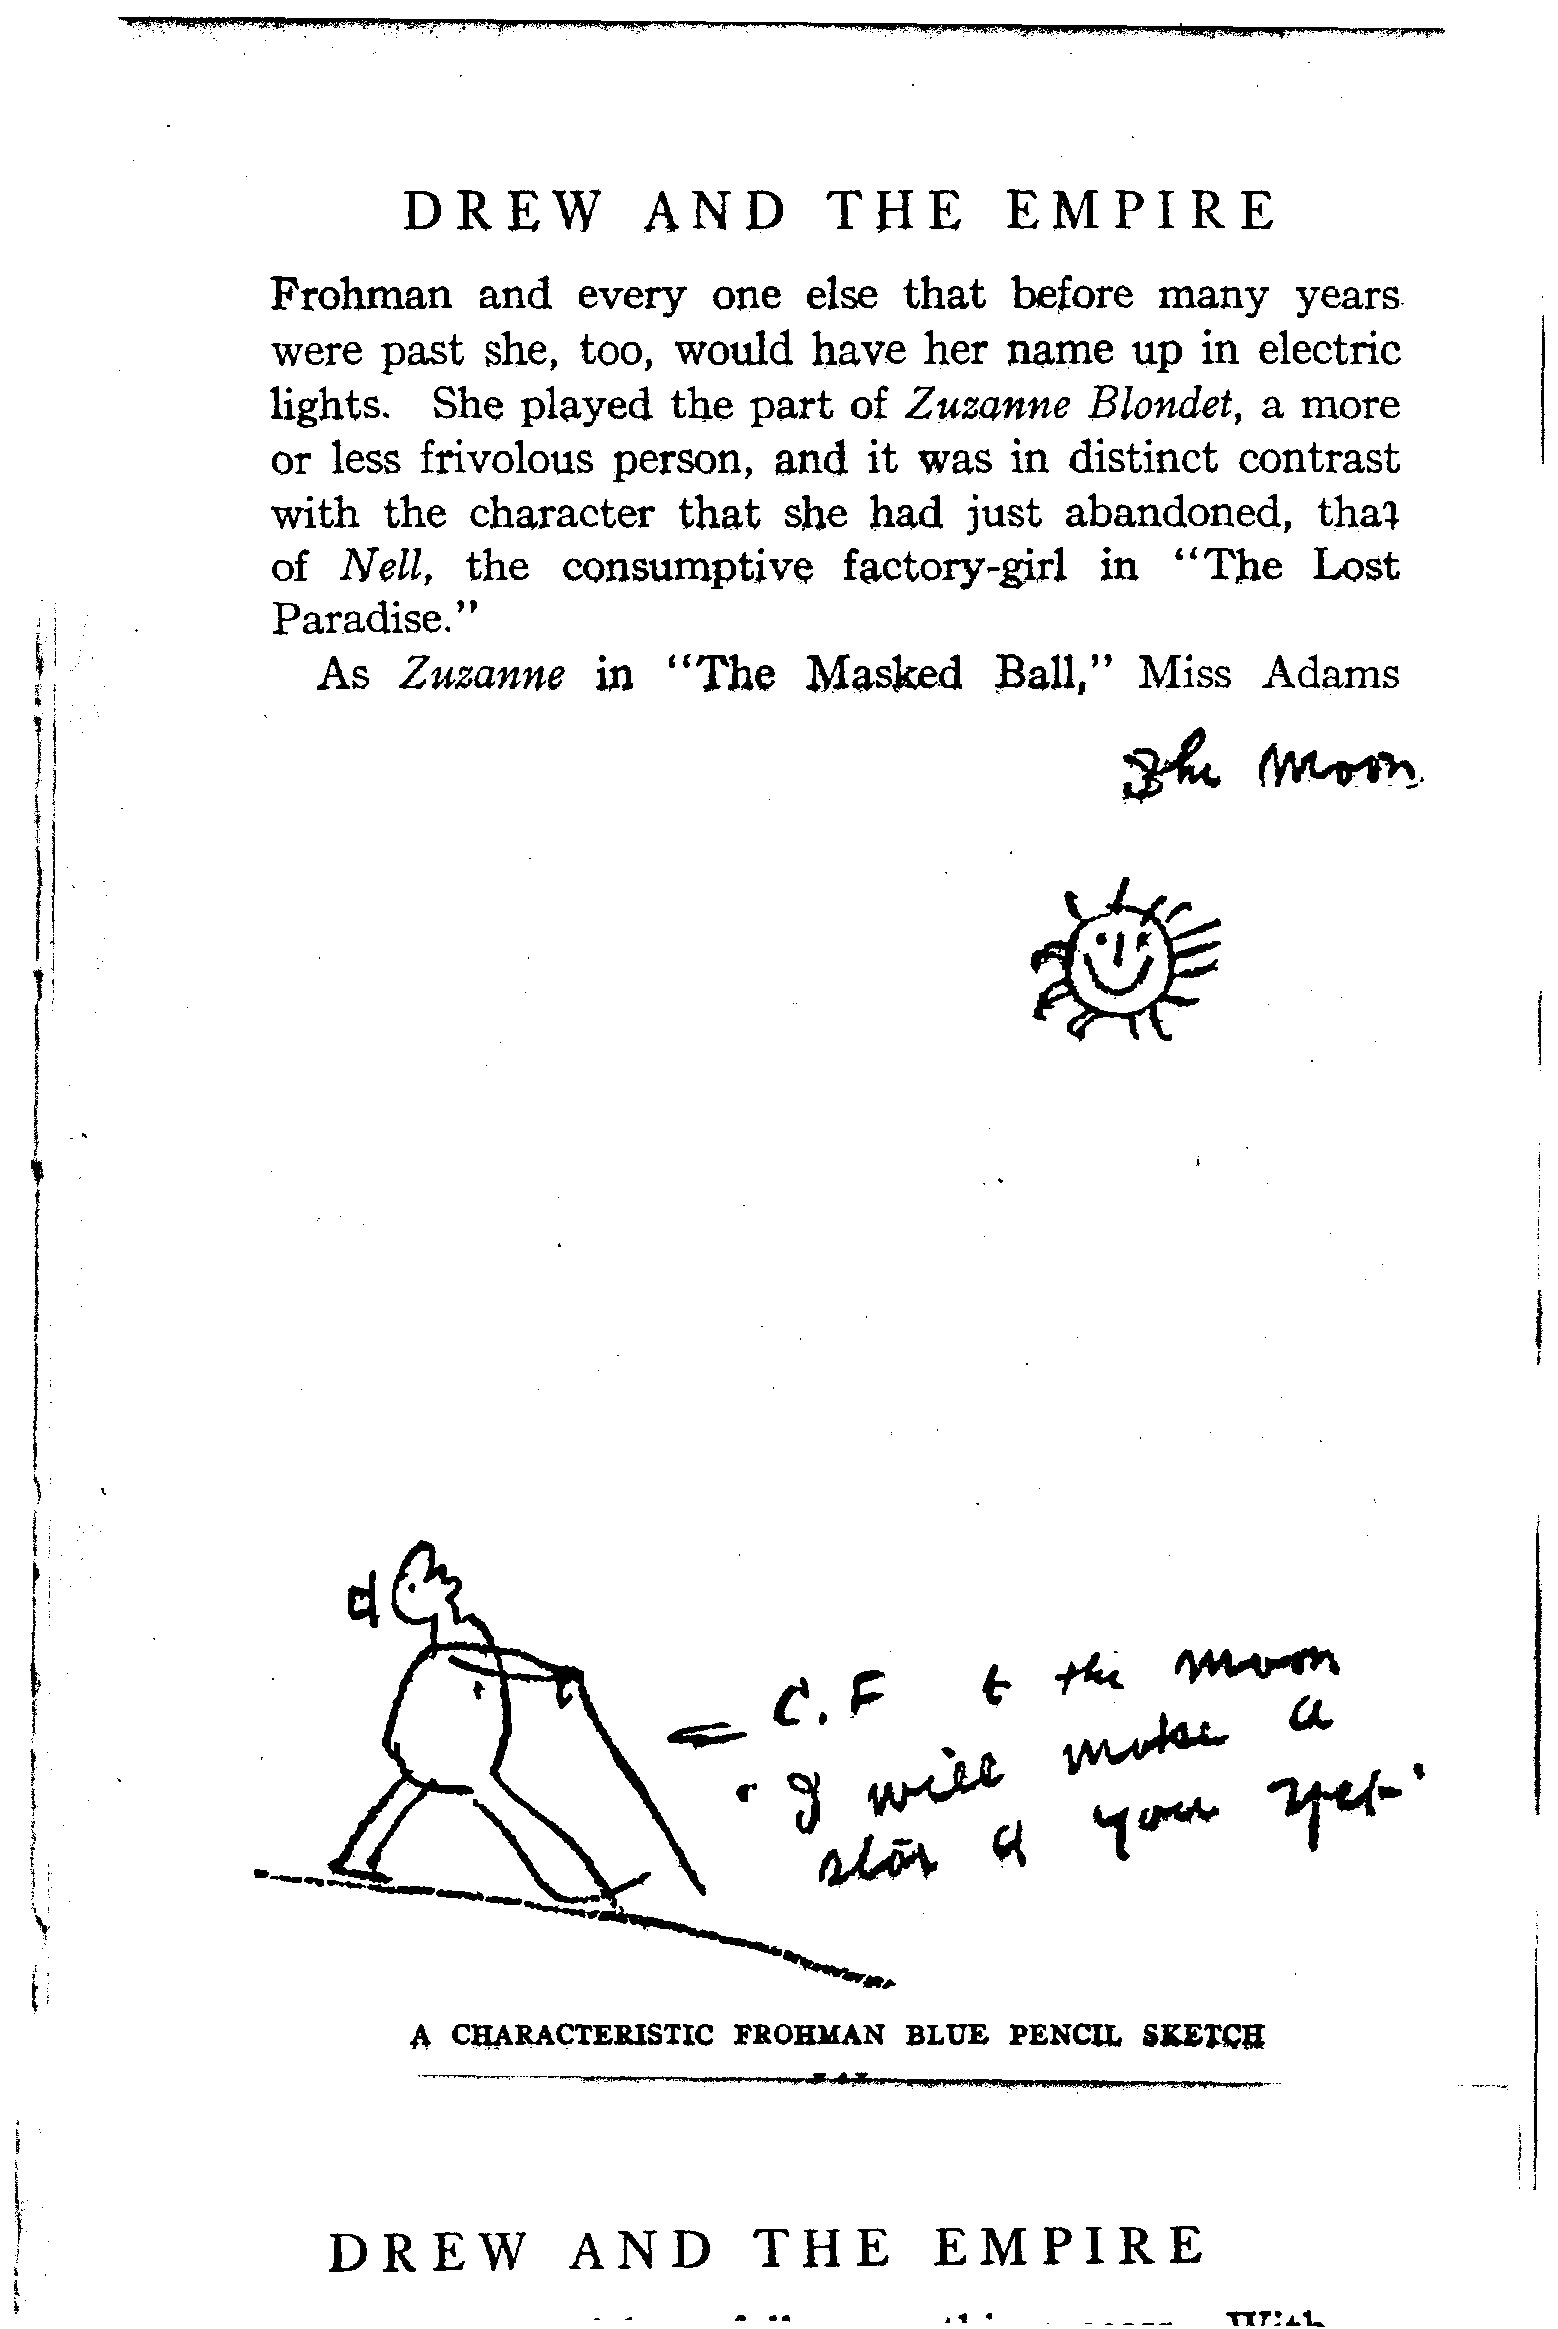 DREW AND THE EMPIRE
Frohman and every one else that before many years
were past she, too, would have her name up in electric
lights. She played the part of Zuzanne Blondet, a more
or less frivolous person, and it was in distinct contrast
with the character that she had just abandoned, that
of Nell, the consumptive factory-girl in “The Lost
Paradise.”
As Zuzanne in “The Masked Ball,” Miss Adams
The Moon
= C. F t the moon
"I will make a
star of you yet"
A CHARACTERISTIC FROHMAN BLUE PENCIL SKETCH
DREW AND THE EMPIRE
With